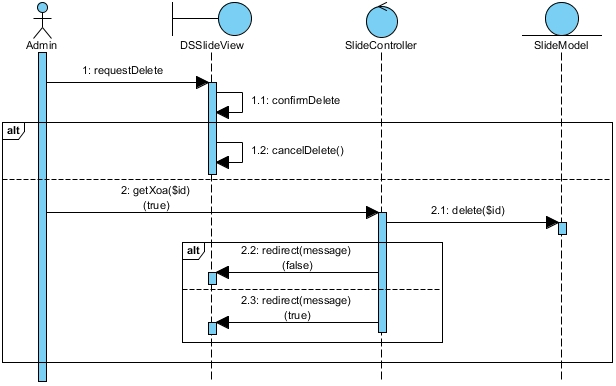 Admin
DSSlideView
SlideController
SlideModel
1: requestDelete
1.1: confirmDelete
alt
1.2: cancelDelete()
2: getXoa($id)
(true)
2.1: delete($id)
alt
2.2: redirect(message)
(false)
2.3: redirect(message)
(true)